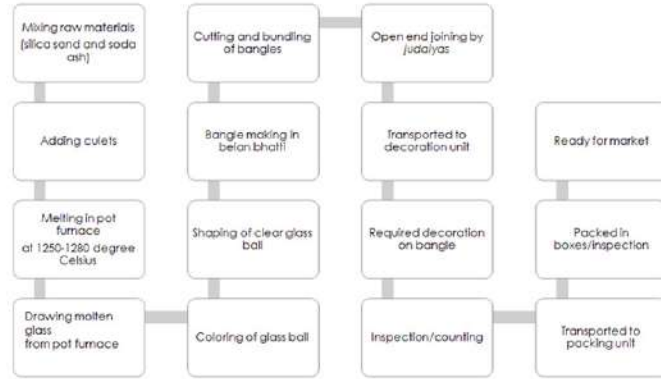 Mixing raw materials
(silica sand and soda
ash)
Adding culets
Melting in pot
furnace
at 1250-1280 degree
Celsius
Drawing molten
glass
from pot furnace
Coloring of glass ball
Shaping of clear glass
ball
Bangle making in
belan bhatti
Cutting and bundling
of bangles
Open end joining by
judaiyas
Transported to
decoration unit
Required decoration
on bangle
Inspection/counting
Transported to
packing unit
Packed in
boxes/inspection
Ready for market